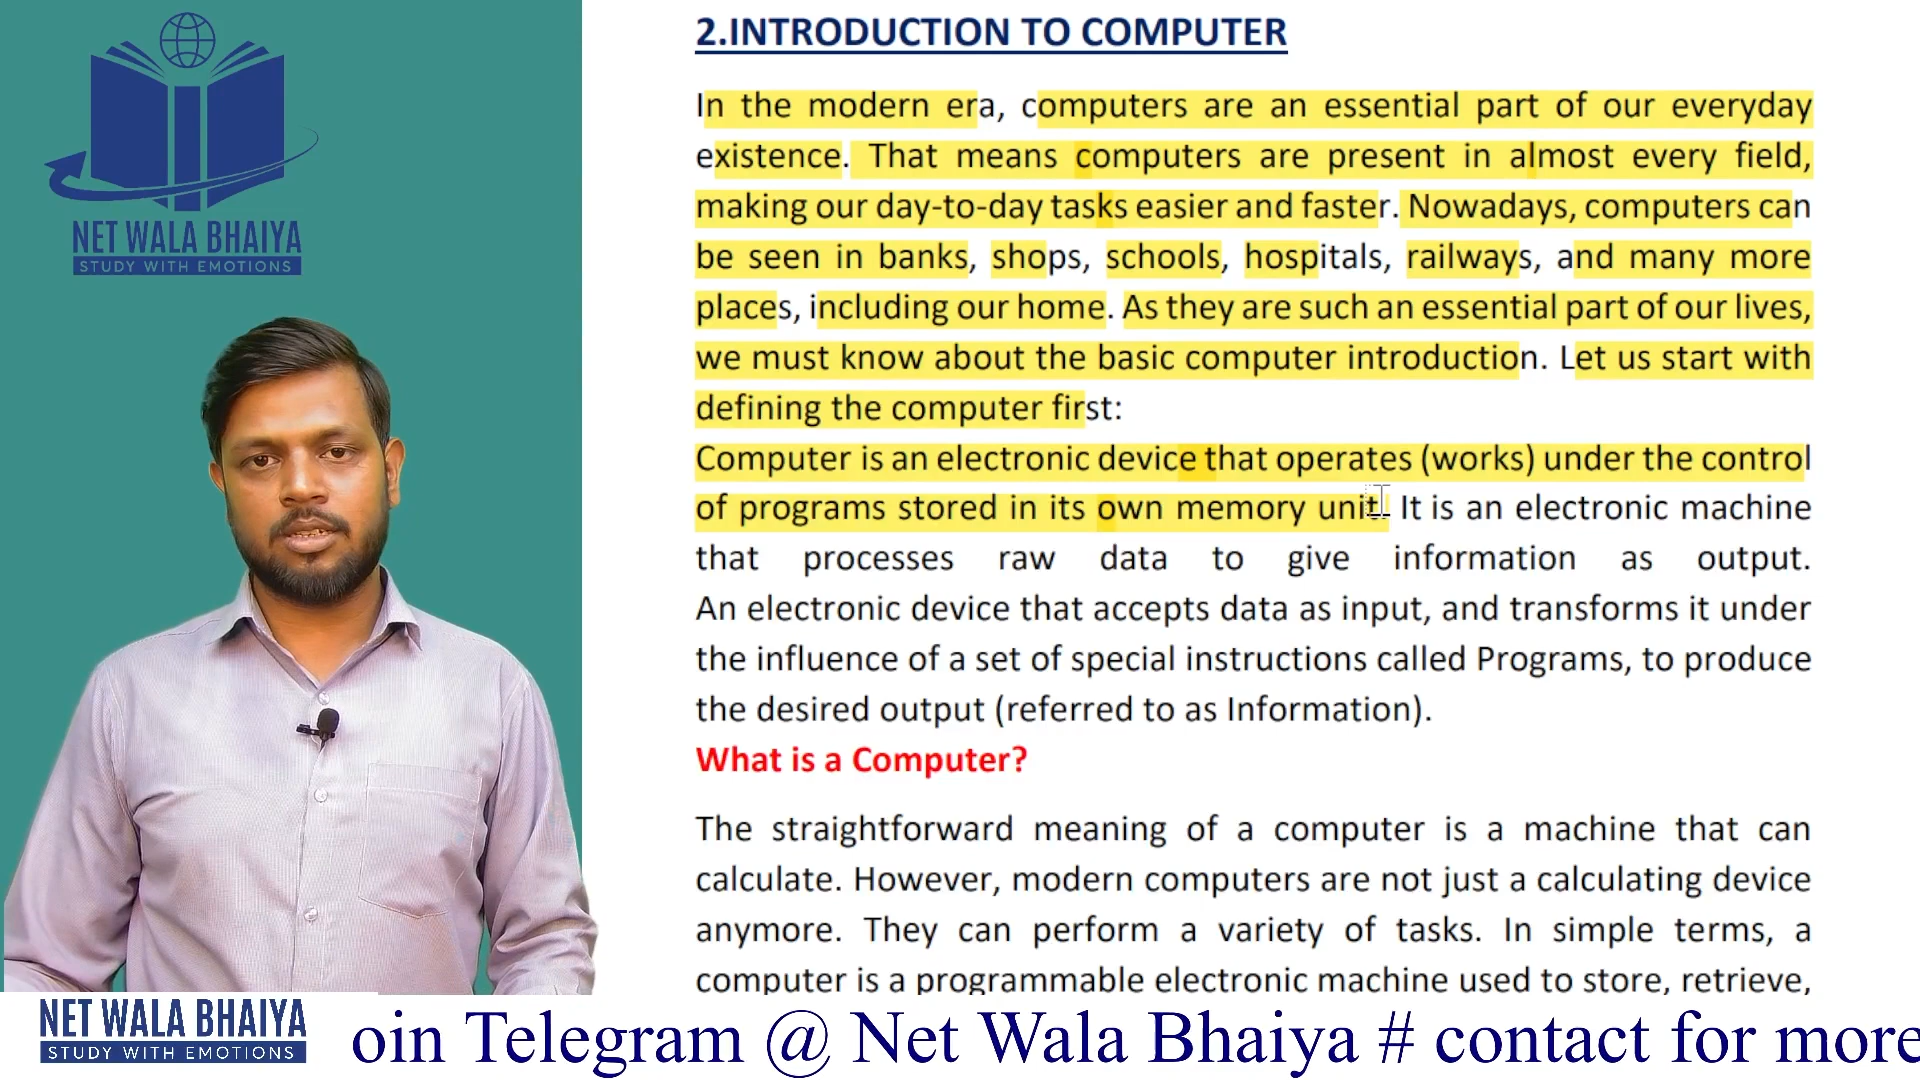 NET WALA BHAIYA
STUDY WITH EMOTIONS
2.INTRODUCTION TO COMPUTER
In the modern era, computers are an essential part of our everyday
existence. That means computers are present in almost every field,
making our day-to-day tasks easier and faster. Nowadays, computers can
be seen in banks, shops, schools, hospitals, railways, and many more
places, including our home. As they are such an essential part of our lives,
we must know about the basic computer introduction. Let us start with
defining the computer first:
Computer is an electronic device that operates (works) under the control
of programs stored in its own memory unit. It is an electronic machine
that processes raw data to give information as output.
An electronic device that accepts data as input, and transforms it under
the influence of a set of special instructions called Programs, to produce
the desired output (referred to as Information).
What is a Computer?
The straightforward meaning of a computer is a machine that can
calculate. However, modern computers are not just a calculating device
anymore. They can perform a variety of tasks. In simple terms, a
computer is a programmable electronic machine used to store, retrieve,
NET WALA BHAIYA
STUDY WITH EMOTIONS
oin Telegram @ Net Wala Bhaiya # contact for more